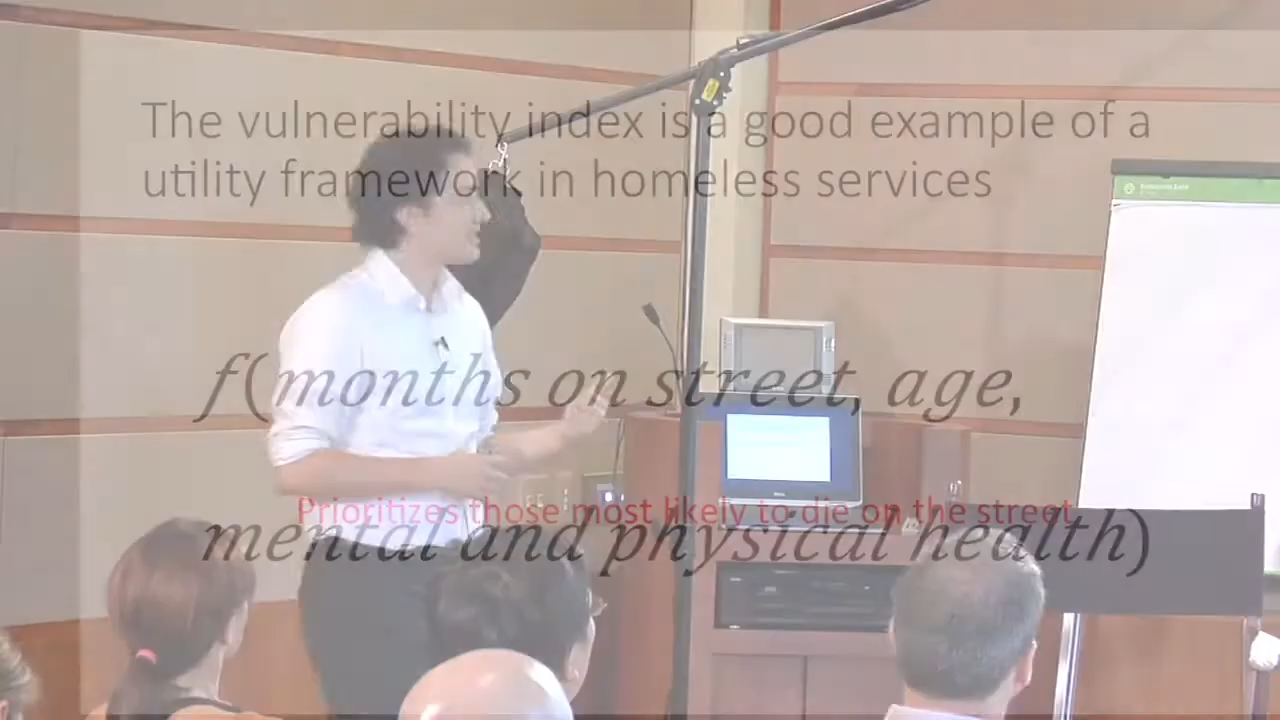 The vulnerability index is a good example of a
utility framework in homeless services
f(months on street, age,
Prioritizes those most likely to die on the street
mental and physical health)